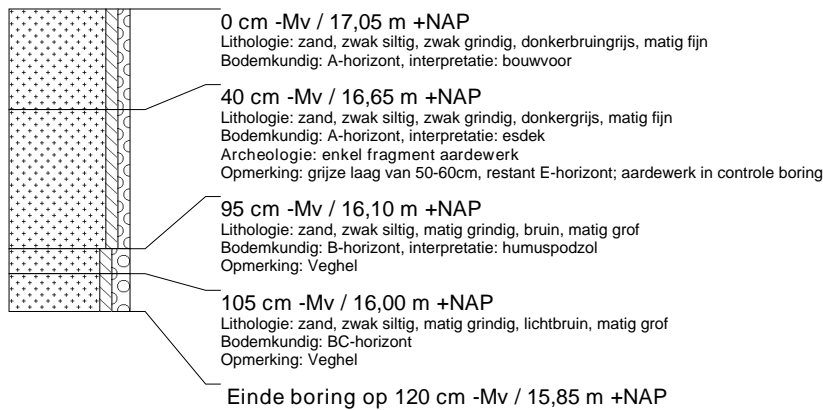 0 cm -Mv / 17,05 m +NAP
Lithologie: zand, zwak siltig, zwak grindig, donkerbruingrijs, matig fijn
Bodemkundig: A-horizont, interpretatie: bouwvoor
40 cm -Mv / 16,65 m +NAP
Lithologie: zand, zwak siltig, zwak grindig, donkergrijs, matig fijn
Bodemkundig: A-horizont, interpretatie: esdek
Archeologie: enkel fragment aardewerk
Opmerking: grijze laag van 50-60cm, restant E-horizont; aardewerk in controle boring
95 cm -Mv / 16,10 m +NAP
Lithologie: zand, zwak siltig, matig grindig, bruin, matig grof
Bodemkundig: B-horizont, interpretatie: humuspodzol
Opmerking: Veghel
105 cm -Mv / 16,00 m +NAP
Lithologie: zand, zwak siltig, matig grindig, lichtbruin, matig grof
Bodemkundig: BC-horizont
Opmerking: Veghel
Einde boring op 120 cm -Mv / 15,85 m +NAP